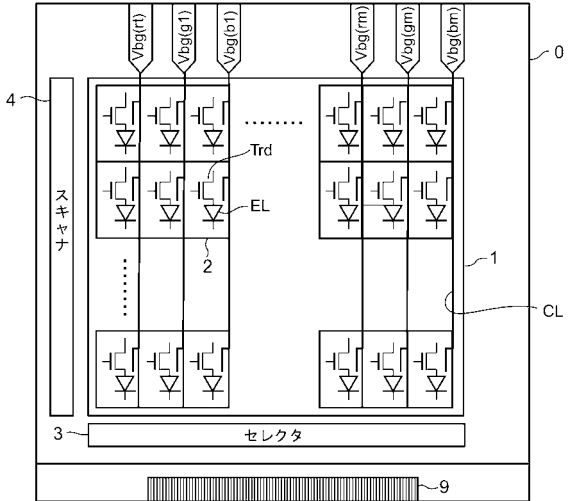 Vbg(rt)
Vbg(g1)
Vbg(b1)
Vbg(rm)
Vbg(gm)
Vbg(bm)
0
4
Trd
EL
スキャナ
2
1
CL
3
セレクタ
9